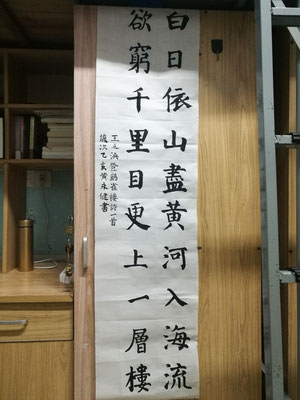 白日依山盡黃河入海流
欲窮千里目更上一層樓
王之渙登鸛雀樓詩一首
歲次乙亥黃永健書